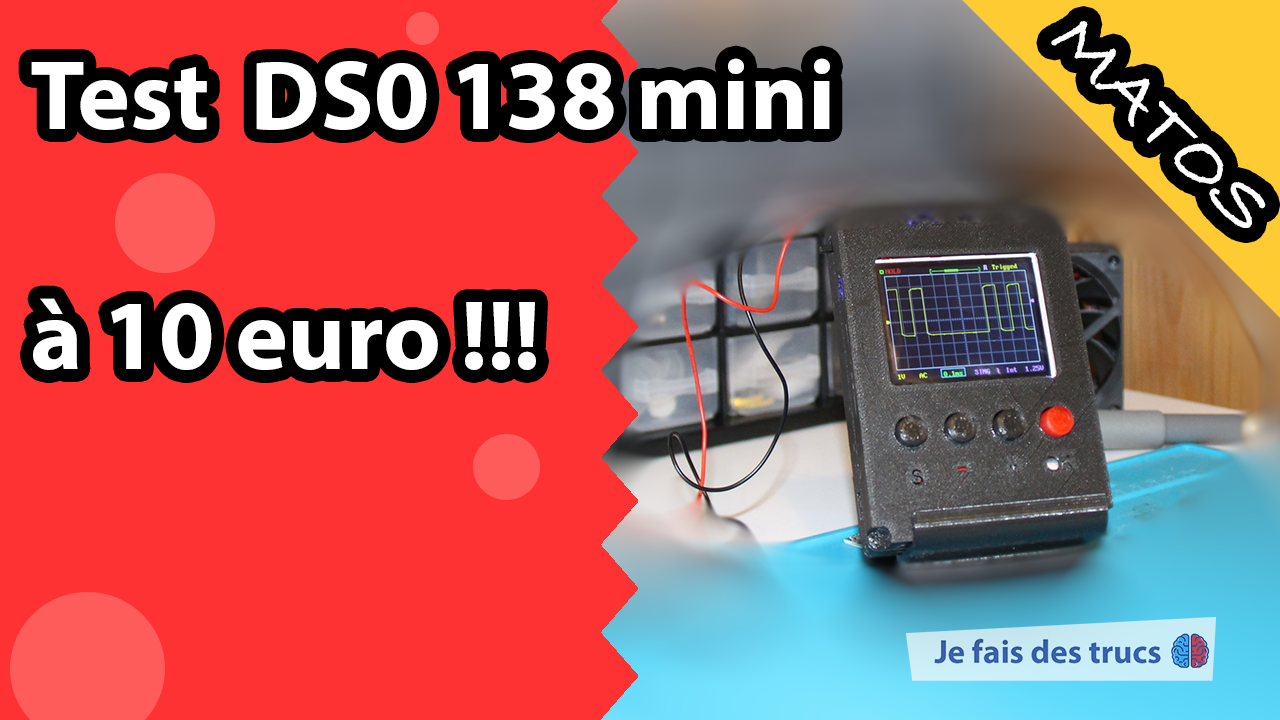 Test DS0 138 mini
MATOS
à 10 euro !!!
HOLD Trigged
1V AC 0.1ms SING Int 1.25V
S OK
Je fais des trucs